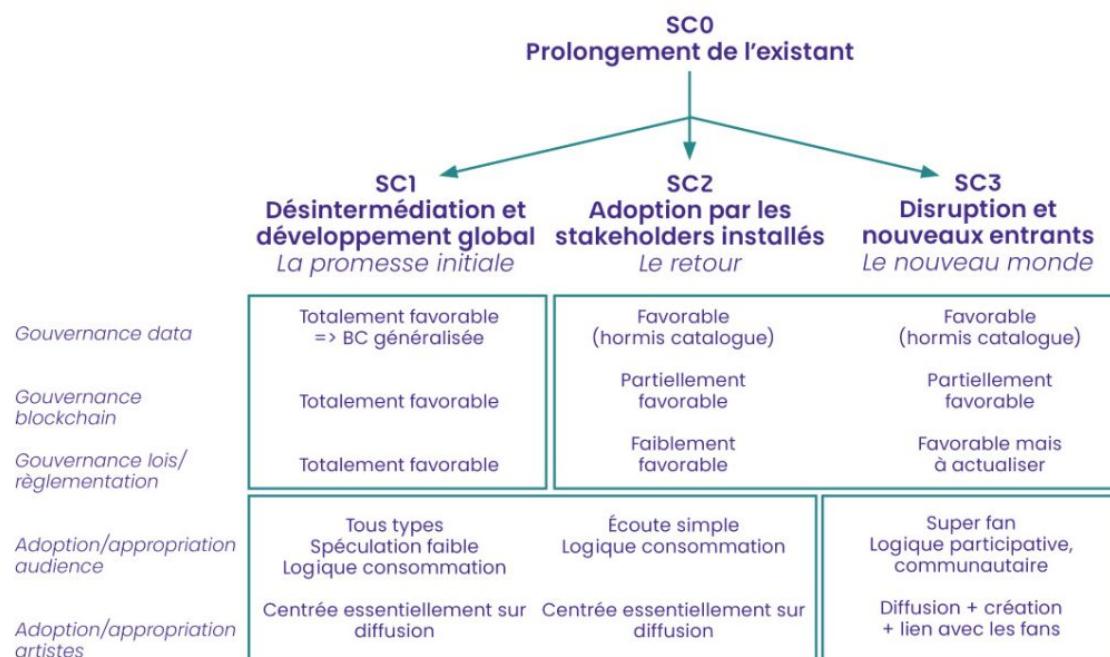 SC0
Prolongement de l'existant
SC1
Désintermédiation et
développement global
La promesse initiale
SC2
Adoption par les
stakeholders installés
Le retour
SC3
Disruption et
nouveaux entrants
Le nouveau monde
Gouvernance data
Totalement favorable
=> BC généralisée
Favorable
(hormis catalogue)
Favorable
(hormis catalogue)
Gouvernance
blockchain
Totalement favorable
Partiellement
favorable
Partiellement
favorable
Gouvernance lois/
règlementation
Totalement favorable
Faiblement
favorable
Favorable mais
à actualiser
Adoption/appropriation
audience
Tous types
Spéculation faible
Logique consommation
Écoute simple
Logique consommation
Super fan
Logique participative,
communautaire
Adoption/appropriation
artistes
Centrée essentiellement sur
diffusion
Centrée essentiellement sur
diffusion
Diffusion + création
+ lien avec les fans